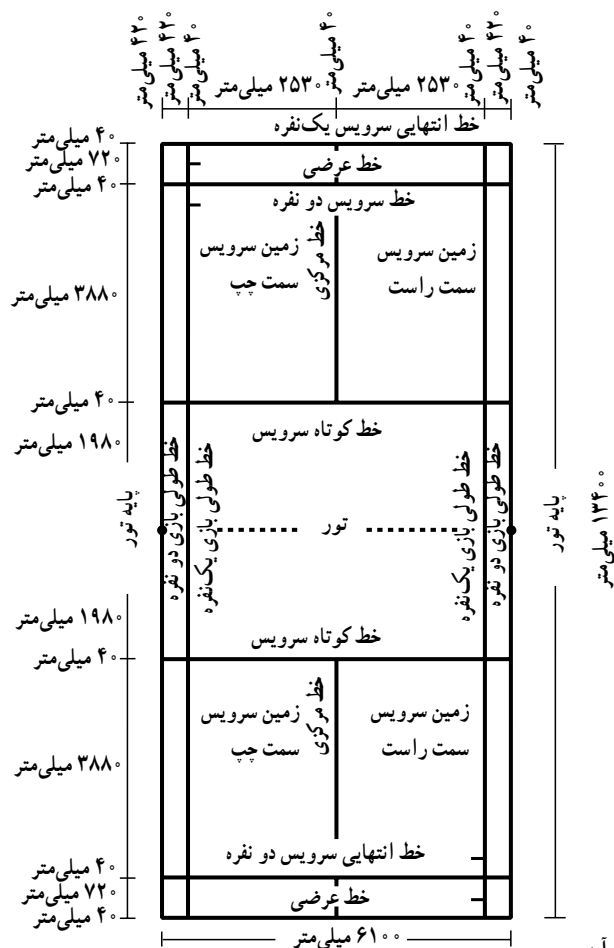 ۴۲۰ میلی‌متر
۴۲۰ میلی‌متر
۴۰ میلی‌متر
۲۵۳۰ میلی‌متر
۴۰ میلی‌متر
۲۵۳۰ میلی‌متر
۴۰ میلی‌متر
۴۲۰ میلی‌متر
۴۰ میلی‌متر
خط انتهایی سرویس یک‌نفره
۴۰ میلی‌متر
۷۲۰ میلی‌متر
خط عرضی
۴۰ میلی‌متر
خط سرویس دو نفره
زمین سرویس
سمت راست
خط مرکزی
زمین سرویس
سمت چپ
۳۸۸۰ میلی‌متر
۴۰ میلی‌متر
خط کوتاه سرویس
۱۹۸۰ میلی‌متر
پایه تور
خط طولی بازی دو نفره
خط طولی بازی یک‌نفره
تور
خط طولی بازی یک‌نفره
خط طولی بازی دو نفره
پایه تور
۱۳۴۰۰ میلی‌متر
۱۹۸۰ میلی‌متر
خط کوتاه سرویس
۴۰ میلی‌متر
زمین سرویس
سمت راست
خط مرکزی
زمین سرویس
سمت چپ
۳۸۸۰ میلی‌متر
خط انتهایی سرویس دو نفره
۴۰ میلی‌متر
۷۲۰ میلی‌متر
خط عرضی
۴۰ میلی‌متر
۶۱۰۰ میلی‌متر